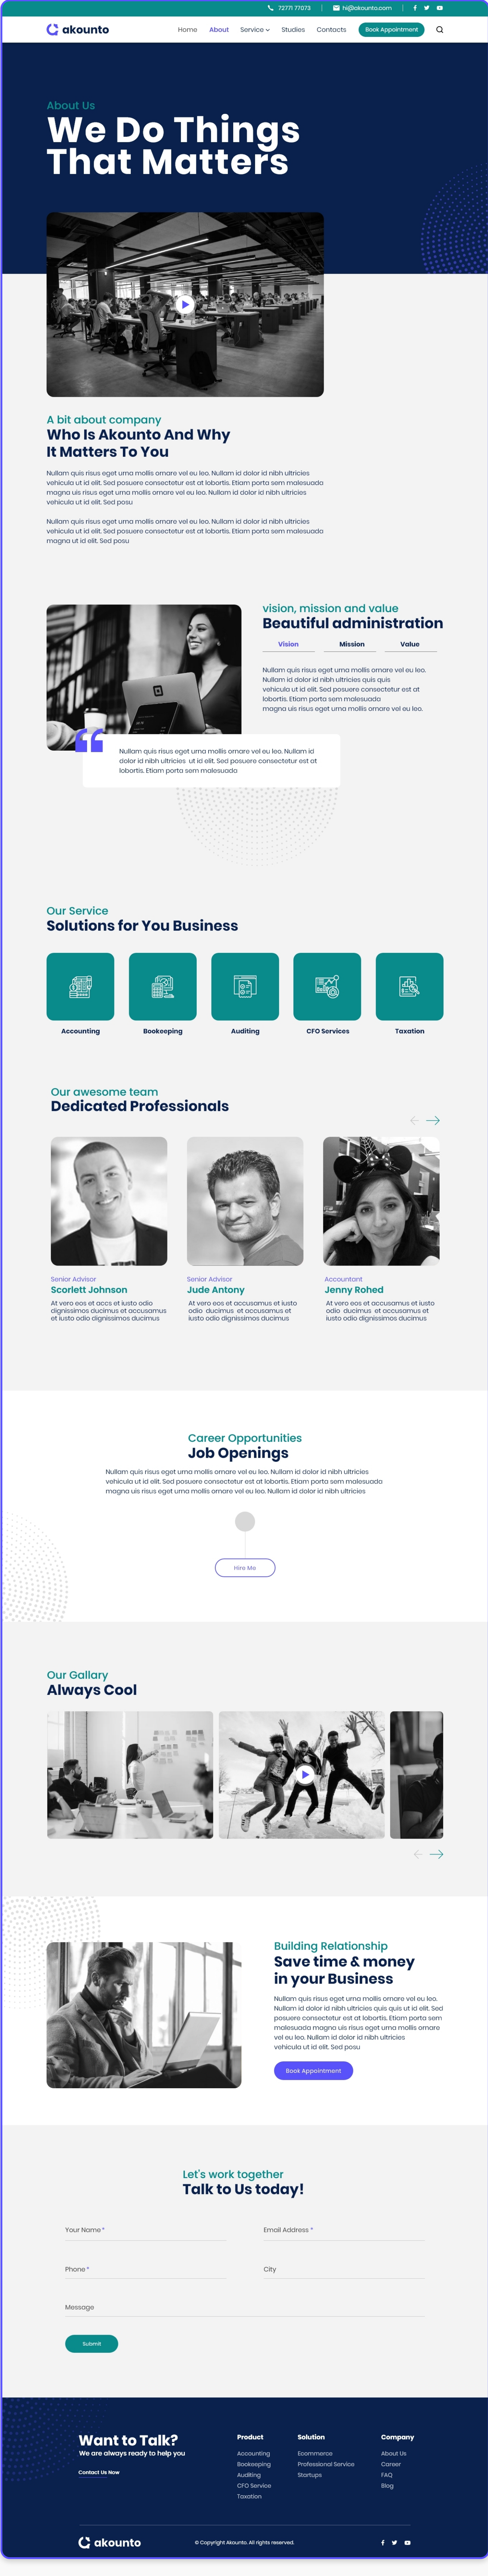 72771 77073
hi@akounto.com
akounto
Home
About
Service
Studies
Contacts
Book Appointment
About Us
We Do Things
That Matters
A bit about company
Who Is Akounto And Why
It Matters To You
Nullam quis risus eget urna mollis ornare vel eu leo. Nullam id dolor id nibh ultricies
vehicula ut id elit. Sed posuere consectetur est at lobortis. Etiam porta sem malesuada
magna uis risus eget urna mollis ornare vel eu leo. Nullam id dolor id nibh ultricies
vehicula ut id elit. Sed posu
Nullam quis risus eget urna mollis ornare vel eu leo. Nullam id dolor id nibh ultricies
vehicula ut id elit. Sed posuere consectetur est at lobortis. Etiam porta sem malesuada
magna ut id elit. Sed posu
vision, mission and value
Beautiful administration
Vision
Mission
Value
Nullam quis risus eget urna mollis ornare vel eu leo.
Nullam id dolor id nibh ultricies quis quis ut
vehicula ut id elit. Sed posuere consectetur est at
lobortis. Etiam porta sem malesuada
magna uis risus eget urna mollis ornare vel eu leo.
Nullam quis risus eget urna mollis ornare vel eu leo. Nullam id
dolor id nibh ultricies ut id elit. Sed posuere consectetur est at
lobortis. Etiam porta sem malesuada
Our Service
Solutions for You Business
Accounting
Bookeeping
Auditing
CFO Services
Taxation
Our awesome team
Dedicated Professionals
Senior Advisor
Scorlett Johnson
At vero eos et accs et iusto odio
dignissimos ducimus et accusamus
et iusto odio dignissimos ducimus
Senior Advisor
Jude Antony
At vero eos et accusamus et iusto
odio ducimus et accusamus et
iusto odio dignissimos ducimus
Accountant
Jenny Rohed
At vero eos et accusamus et iusto
odio ducimus et accusamus et
iusto odio dignissimos ducimus
Career Opportunities
Job Openings
Nullam quis risus eget urna mollis ornare vel eu leo. Nullam id dolor id nibh ultricies
vehicula ut id elit. Sed posuere consectetur est at lobortis. Etiam porta sem malesuada
magna uis risus eget urna mollis ornare vel eu leo. Nullam id dolor id nibh ultricies
Hire Me
Our Gallary
Always Cool
Building Relationship
Save time & money
in your Business
Nullam quis risus eget urna mollis ornare vel eu leo.
Nullam id dolor id nibh ultricies quis quis ut id elit. Sed
posuere consectetur est at lobortis. Etiam porta sem
malesuada magna uis risus eget urna mollis ornare
vel eu leo. Nullam id dolor id nibh ultricies
vehicula ut id elit. Sed posu
Book Appointment
Let's work together
Talk to Us today!
Your Name*
Email Address *
Phone*
City
Message
Submit
Want to Talk?
We are always ready to help you
Contact Us Now
Product
Accounting
Bookeeping
Auditing
CFO Service
Taxation
Solution
Ecommerce
Professional Service
Startups
Company
About Us
Career
FAQ
Blog
akounto
© Copyright Akounto. All rights reserved.